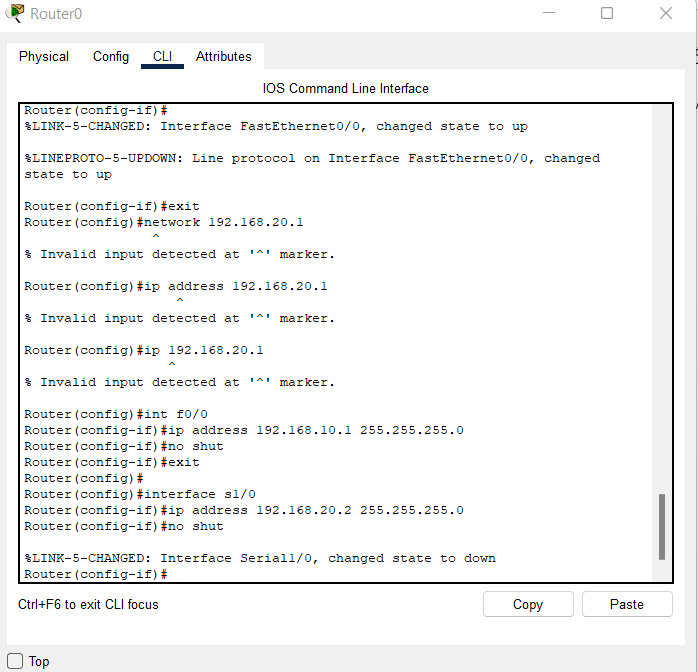 Router0
Physical Config CLI Attributes
IOS Command Line Interface
Router(config-if)#
%LINK-5-CHANGED: Interface FastEthernet0/0, changed state to up
%LINEPROTO-5-UPDOWN: Line protocol on Interface FastEthernet0/0, changed
state to up
Router(config-if)#exit
Router(config)#network 192.168.20.1
^
% Invalid input detected at '^' marker.
Router(config)#ip address 192.168.20.1
^
% Invalid input detected at '^' marker.
Router(config)#ip 192.168.20.1
^
% Invalid input detected at '^' marker.
Router(config)#int f0/0
Router(config-if)#ip address 192.168.10.1 255.255.255.0
Router(config-if)#no shut
Router(config-if)#exit
Router(config)#
Router(config)#interface s1/0
Router(config-if)#ip address 192.168.20.2 255.255.255.0
Router(config-if)#no shut
%LINK-5-CHANGED: Interface Serial1/0, changed state to down
Router(config-if)#
Ctrl+F6 to exit CLI focus
Copy Paste
Top